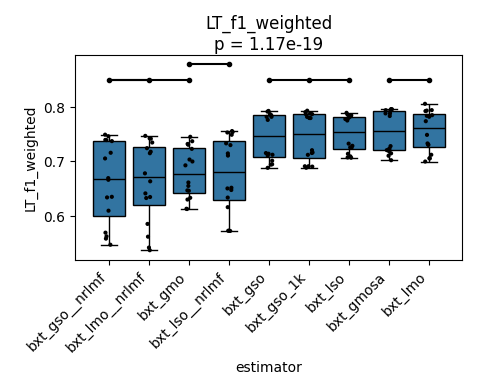 LT_f1_weighted
p = 1.17e-19
LT_f1_weighted
0.8
0.7
0.6
bxt_gso__nrlmf
bxt_lmo__nrlmf
bxt_gmo
bxt_lso__nrlmf
bxt_gso
bxt_gso_1k
bxt_lso
bxt_gmosa
bxt_lmo
estimator